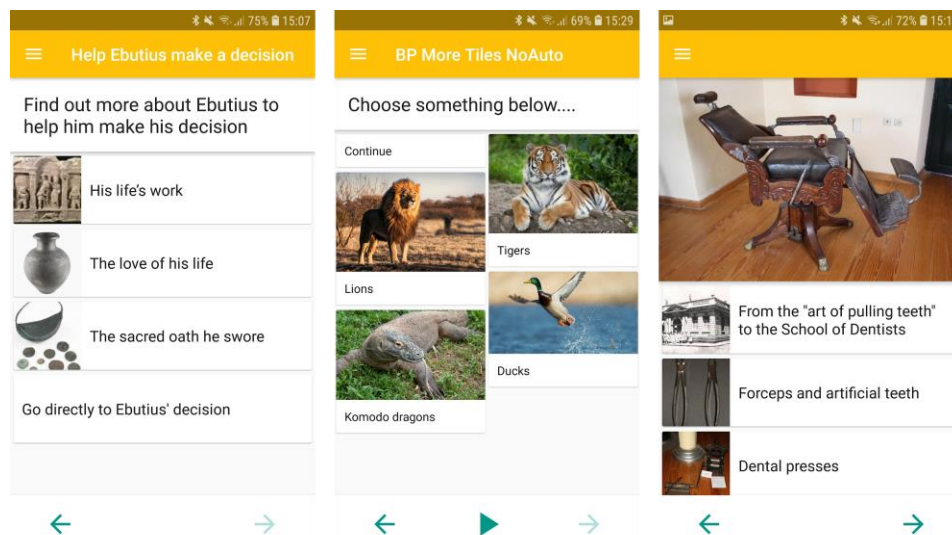 75% 15:07
Help Ebutius make a decision
Find out more about Ebutius to
help him make his decision
His life's work
The love of his life
The sacred oath he swore
Go directly to Ebutius' decision
69% 15:29
BP More Tiles NoAuto
Choose something below....
Continue
Tigers
Lions
Ducks
Komodo dragons
72% 15:1
From the "art of pulling teeth"
to the School of Dentists
Forceps and artificial teeth
Dental presses